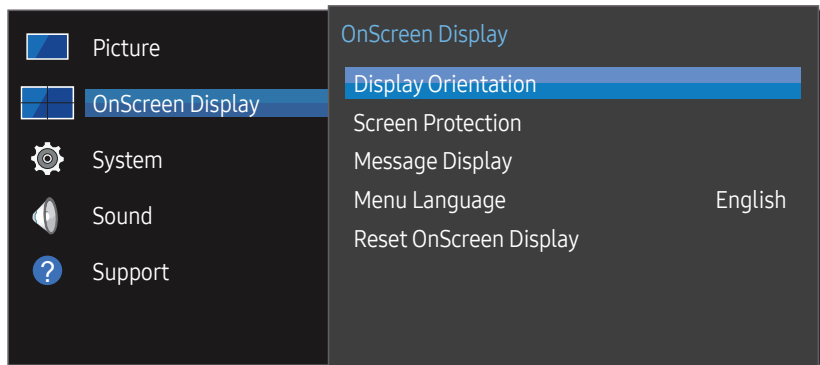 Picture
OnScreen Display
System
Sound
?
Support
OnScreen Display
Display Orientation
Screen Protection
Message Display
Menu Language English
Reset OnScreen Display